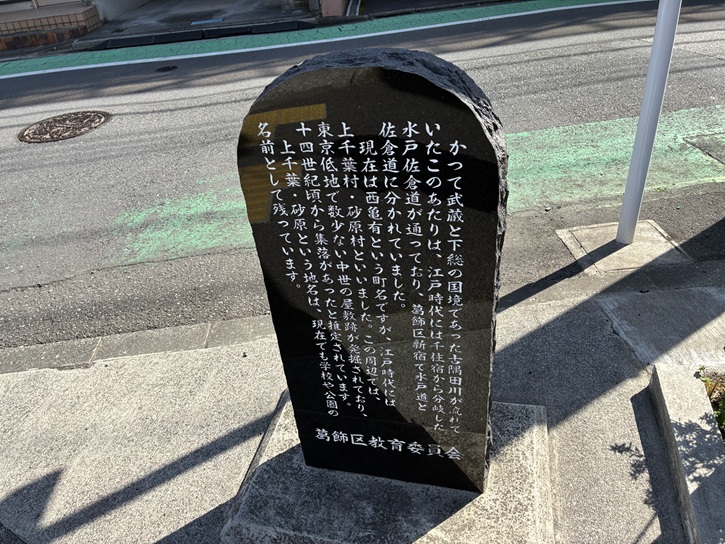 かつて武蔵と下総の国境であった古隅田川が流れて
いたこのあたりは、江戸時代には千住宿から分岐した
水戸佐倉道が通っており、葛飾区新宿で水戸道と
佐倉道に分かれていました。
現在は西亀有という町名ですが、江戸時代には
上千葉村・砂原村といいました。この周辺では、
東京低地で数少ない中世の屋敷跡が発掘されており、
十四世紀頃から集落があったと推定されています。
上千葉・砂原という地名は、現在でも学校や公園の
名前として残っています。
葛飾区教育委員会